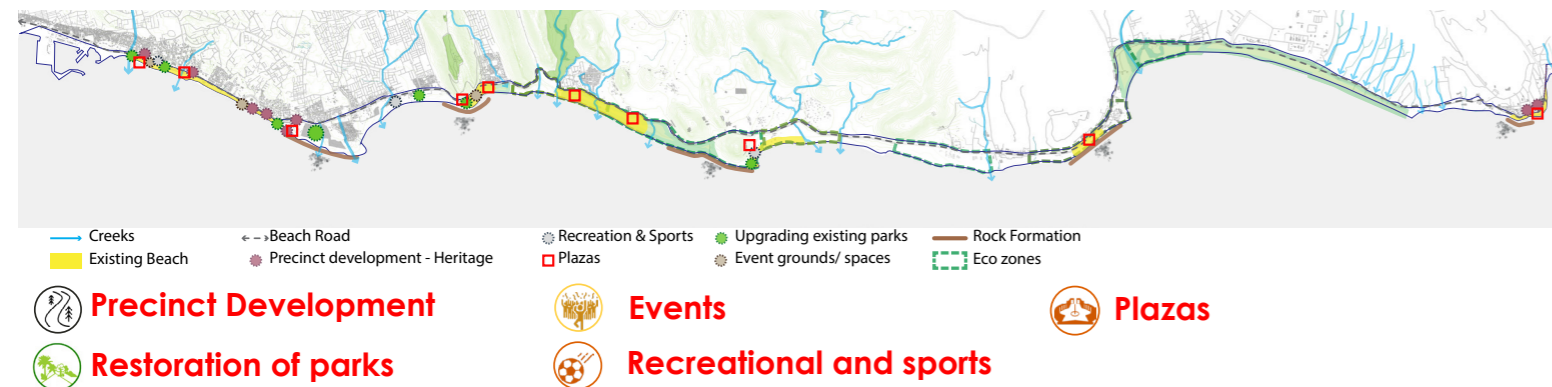 Creeks
Beach Road
Recreation & Sports
Upgrading existing parks
Rock Formation
Existing Beach
Precinct development - Heritage
Plazas
Event grounds/ spaces
Eco zones
Precinct Development
Events
Plazas
Restoration of parks
Recreational and sports